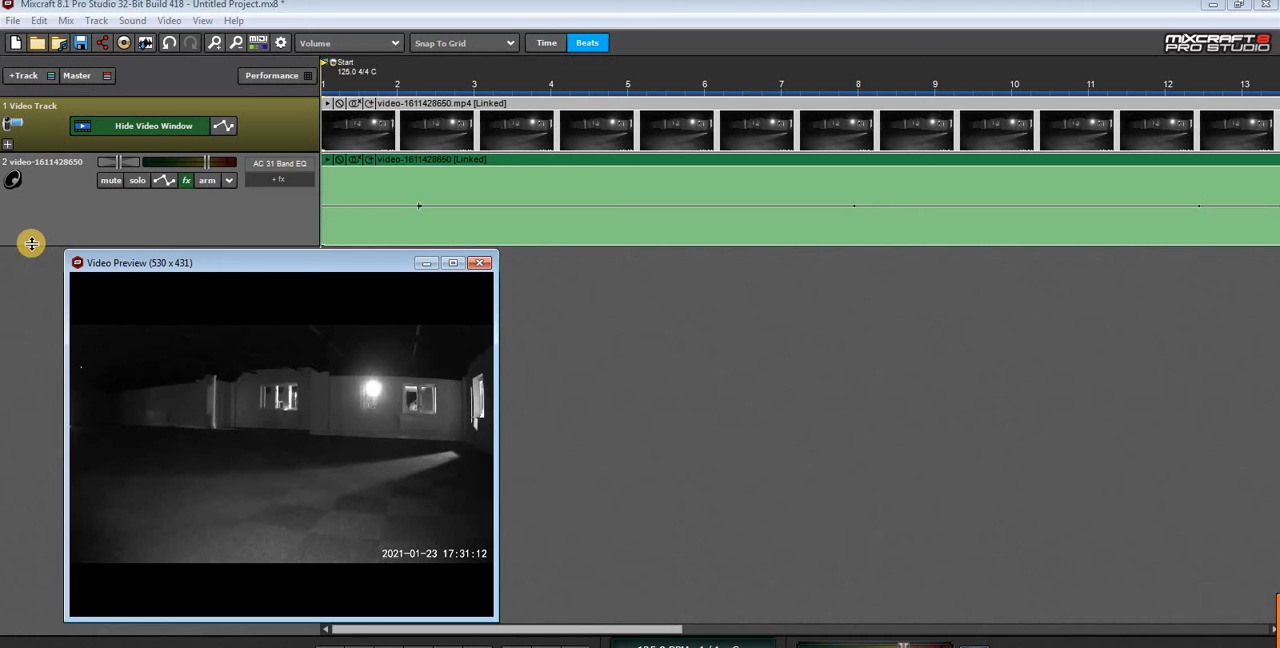 Mixcraft 8.1 Pro Studio 32-Bit Build 418 - Untitled Project.mx8 *
File Edit Mix Track Sound Video View Help
midi Volume Snap To Grid Time Beats MIXCRAFT 8 PRO STUDIO
+Track Master Performance
Start
125.0 4/4 C
1 2 3 4 5 6 7 8 9 10 11 12 13
1 Video Track
video-1611428650.mp4 [Linked]
Hide Video Window
2 video-1611428650
video-1611428650 [Linked]
AC 31 Band EQ
mute solo fx arm + fx
Video Preview (530 x 431)
2021-01-23 17:31:12